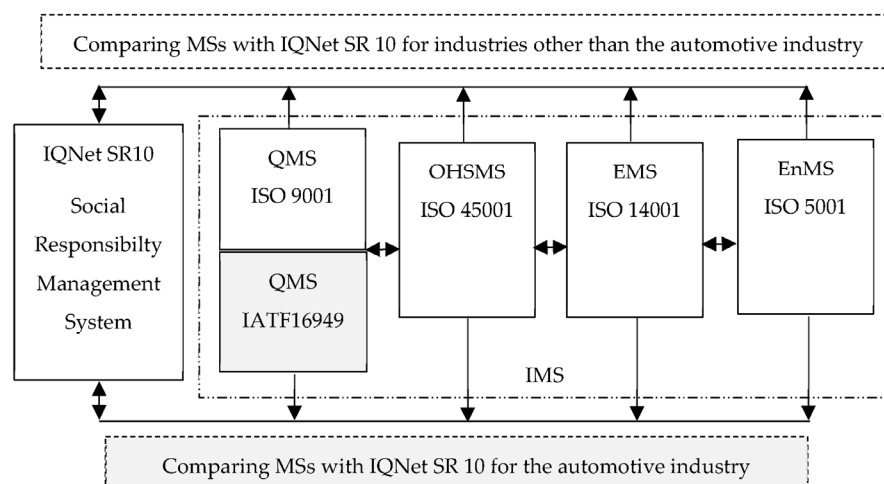 Comparing MSs with IQNet SR 10 for industries other than the automotive industry
IQNet SR10
Social
Responsibilty
Management
System
QMS
ISO 9001
QMS
IATF16949
OHSMS
ISO 45001
EMS
ISO 14001
EnMS
ISO 5001
IMS
Comparing MSs with IQNet SR 10 for the automotive industry